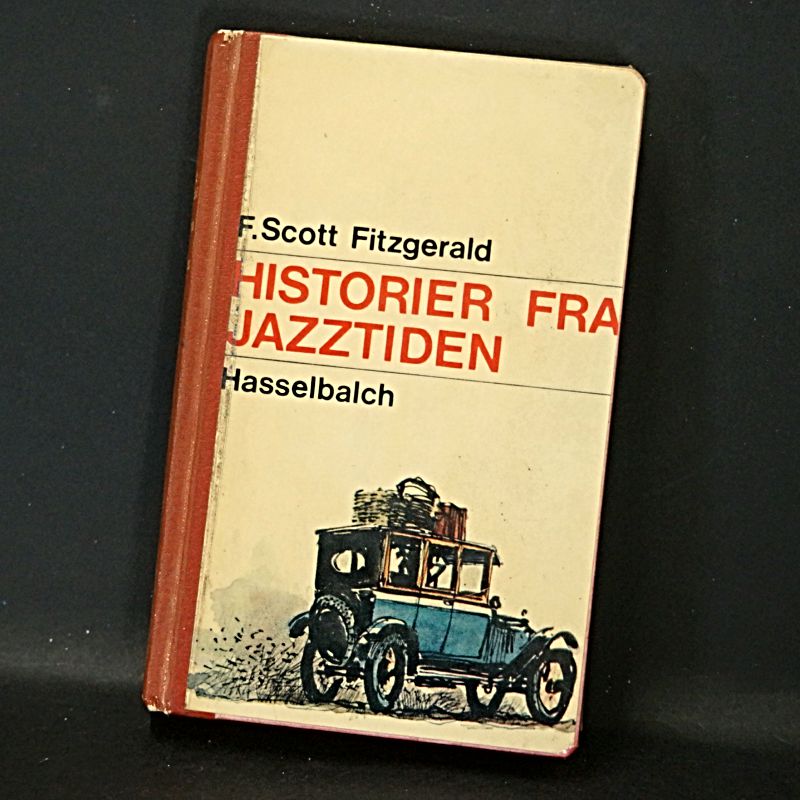 F. Scott Fitzgerald
HISTORIER FRA
JAZZTIDEN
Hasselbalch